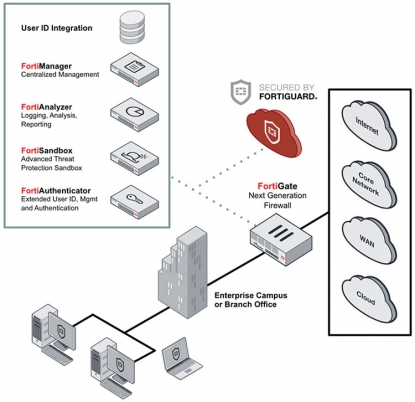 User ID Integration
FortiManager
Centralized Management
FortiAnalyzer
Logging, Analysis,
Reporting
FortiSandbox
Advanced Threat
Protection Sandbox
FortiAuthenticator
Extended User ID, Mgmt
and Authentication
SECURED BY
FORTIGUARD®
FortiGate
Next Generation
Firewall
Enterprise Campus
or Branch Office
Internet
Core
Network
WAN
Cloud